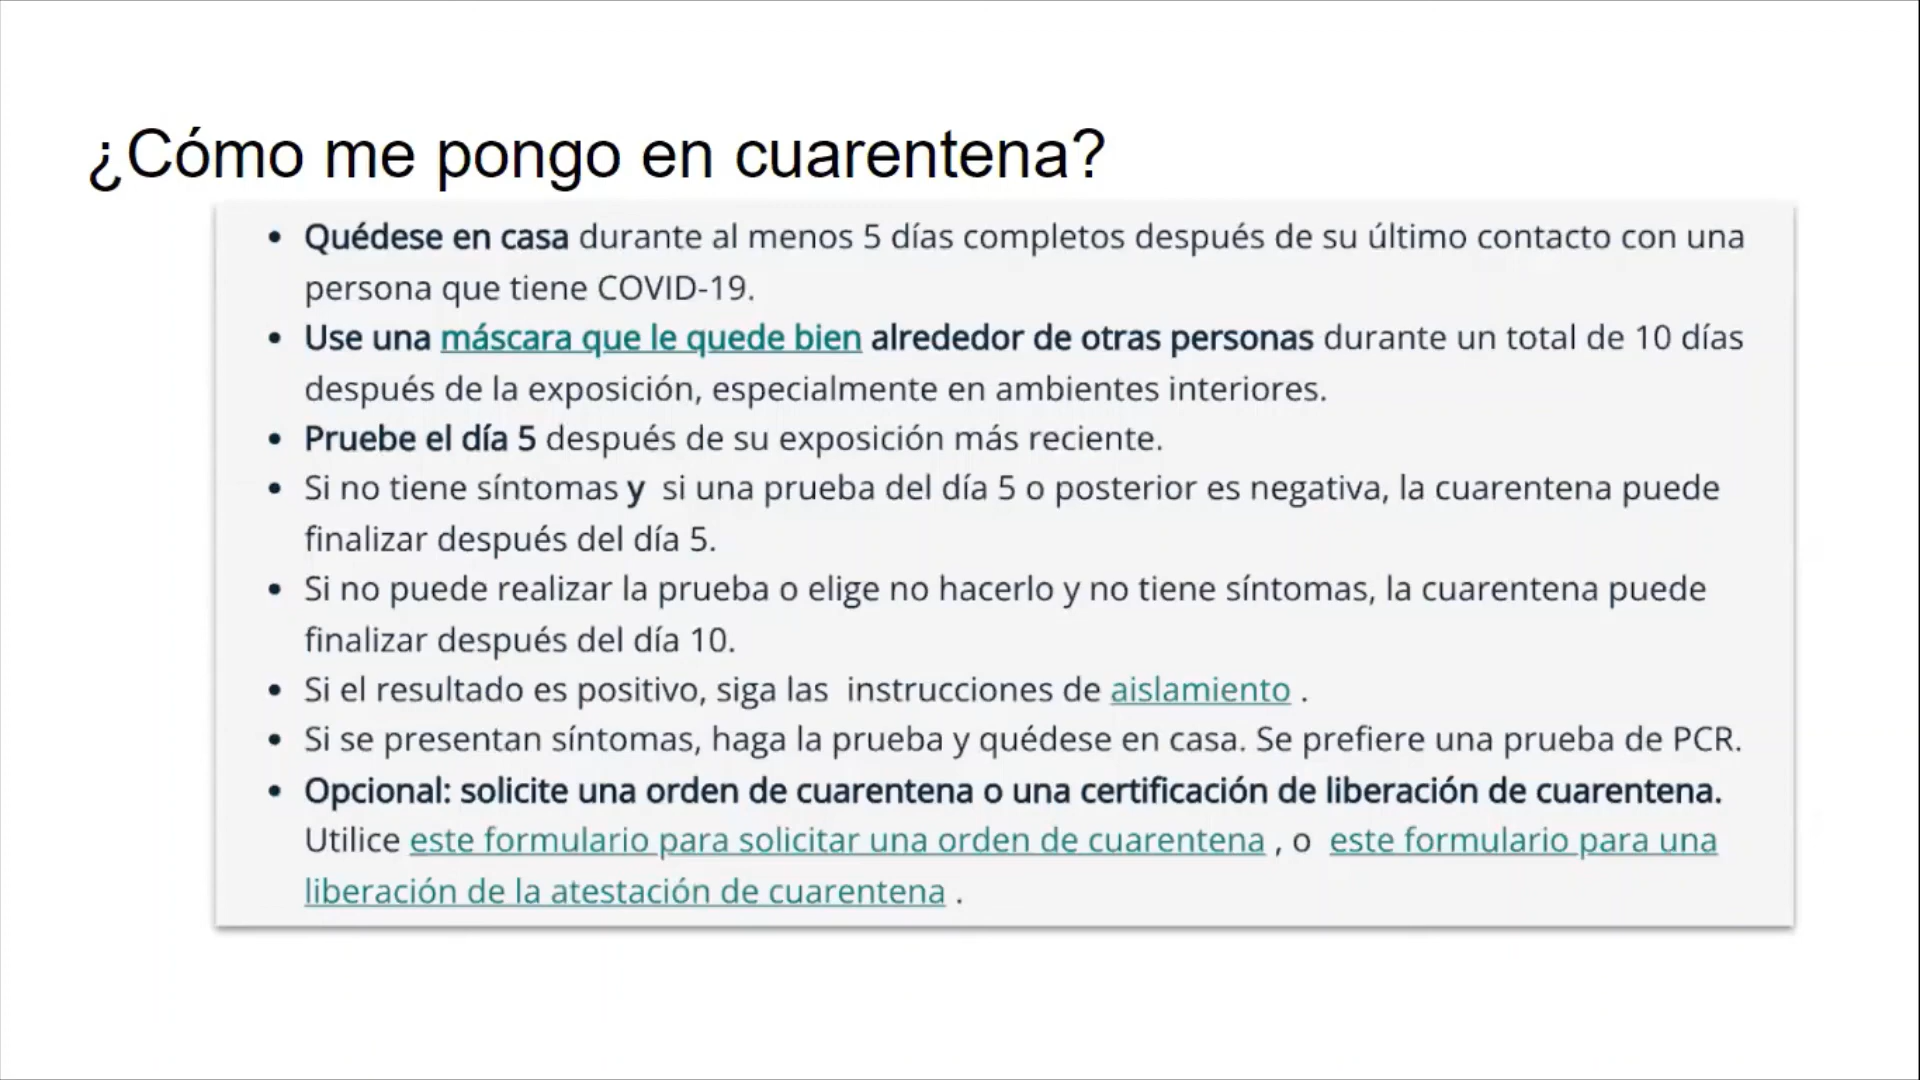 ¿Cómo me pongo en cuarentena?
• Quédese en casa durante al menos 5 días completos después de su último contacto con una
persona que tiene COVID-19.
• Use una máscara que le quede bien alrededor de otras personas durante un total de 10 días
después de la exposición, especialmente en ambientes interiores.
• Pruebe el día 5 después de su exposición más reciente.
• Si no tiene síntomas y si una prueba del día 5 o posterior es negativa, la cuarentena puede
finalizar después del día 5.
• Si no puede realizar la prueba o elige no hacerlo y no tiene síntomas, la cuarentena puede
finalizar después del día 10.
• Si el resultado es positivo, siga las instrucciones de aislamiento .
• Si se presentan síntomas, haga la prueba y quédese en casa. Se prefiere una prueba de PCR.
• Opcional: solicite una orden de cuarentena o una certificación de liberación de cuarentena.
Utilice este formulario para solicitar una orden de cuarentena , o este formulario para una
liberación de la atestación de cuarentena .